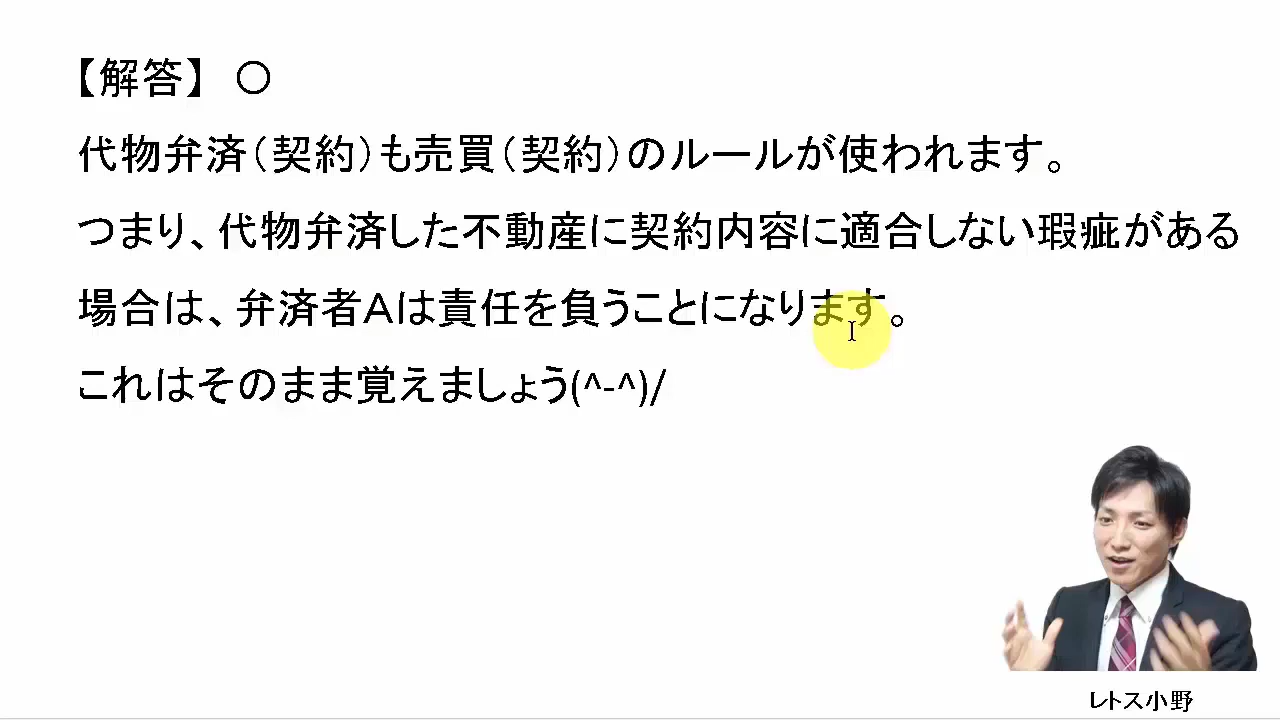 【解答】 ○
代物弁済（契約）も売買（契約）のルールが使われます。
つまり、代物弁済した不動産に契約内容に適合しない瑕疵がある
場合は、弁済者Ａは責任を負うことになります。
これはそのまま覚えましょう(^-^)/
レトス小野